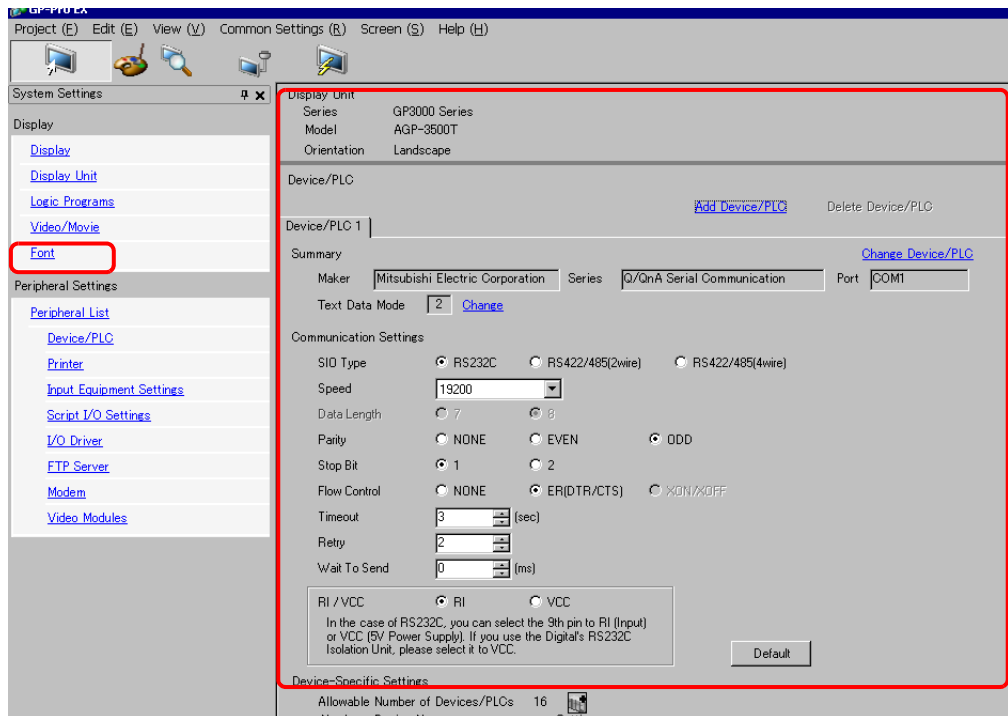 GP-Pro EX
Project (F) Edit (E) View (V) Common Settings (R) Screen (S) Help (H)
System Settings
Display
Display
Display Unit
Logic Programs
Video/Movie
Font
Peripheral Settings
Peripheral List
Device/PLC
Printer
Input Equipment Settings
Script I/O Settings
I/O Driver
FTP Server
Modem
Video Modules
Display Unit
Series GP3000 Series
Model AGP-3500T
Orientation Landscape
Device/PLC
Add Device/PLC Delete Device/PLC
Device/PLC 1
Summary Change Device/PLC
Maker Mitsubishi Electric Corporation Series Q/QnA Serial Communication Port COM1
Text Data Mode 2 Change
Communication Settings
SIO Type RS232C RS422/485(2wire) RS422/485(4wire)
Speed 19200
Data Length 7 8
Parity NONE EVEN ODD
Stop Bit 1 2
Flow Control NONE ER(DTR/CTS) XON/XOFF
Timeout 3 (sec)
Retry 2
Wait To Send 0 (ms)
RI / VCC RI VCC
In the case of RS232C, you can select the 9th pin to RI (Input)
or VCC (5V Power Supply). If you use the Digital's RS232C
Isolation Unit, please select it to VCC.
Default
Device-Specific Settings
Allowable Number of Devices/PLCs 16